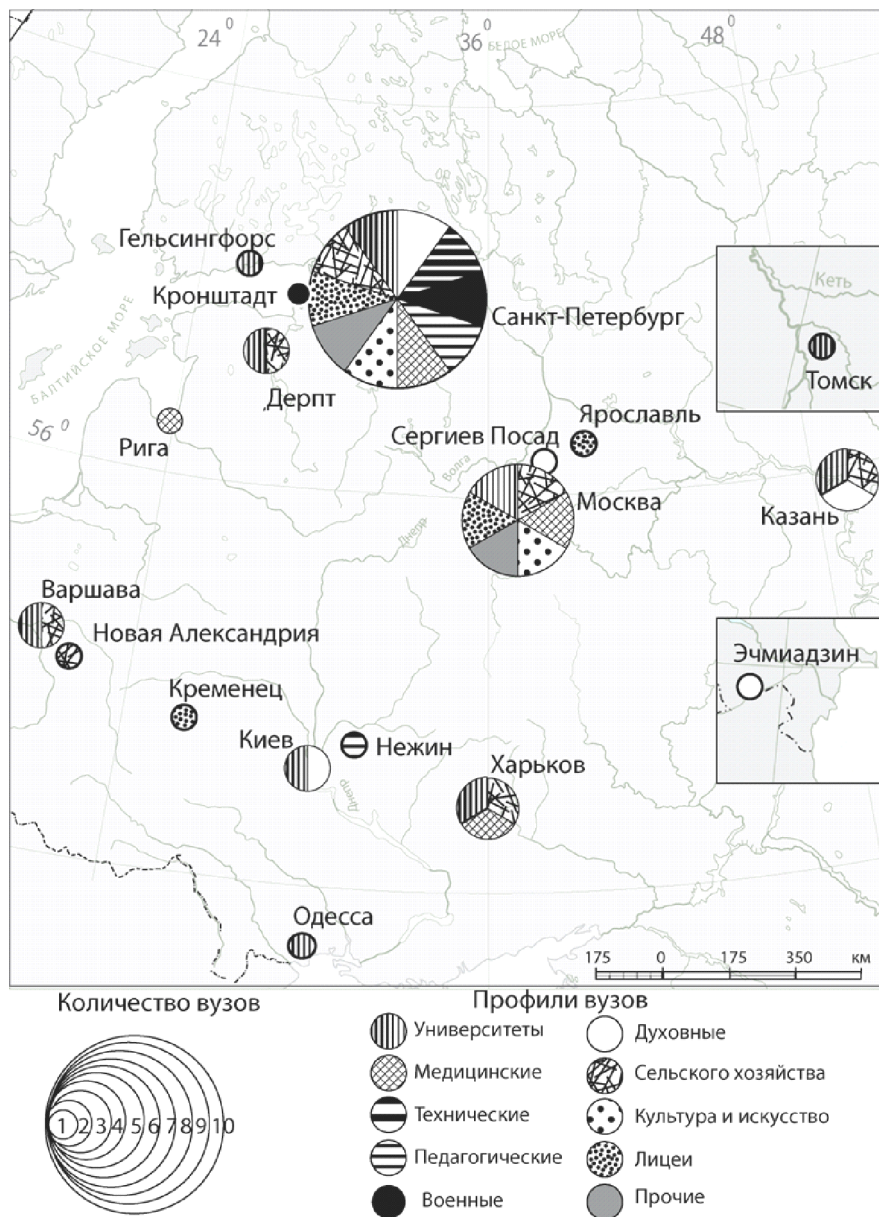 24⁰
36⁰
48⁰
БЕЛОЕ МОРЕ
Гельсингфорс
Кронштадт
Санкт-Петербург
Кеть
Томск
БАЛТИЙСКОЕ МОРЕ
Дерпт
56⁰
Рига
Ярославль
Сергиев Посад
Волга
Москва
Казань
Днепр
Варшава
Новая Александрия
Эчмиадзин
Кременец
Киев
Нежин
Харьков
Днепр
Одесса
175 0 175 350 км
Количество вузов
Профили вузов
1 2 3 4 5 6 7 8 9 10
Университеты
Медицинские
Технические
Педагогические
Военные
Духовные
Сельского хозяйства
Культура и искусство
Лицеи
Прочие